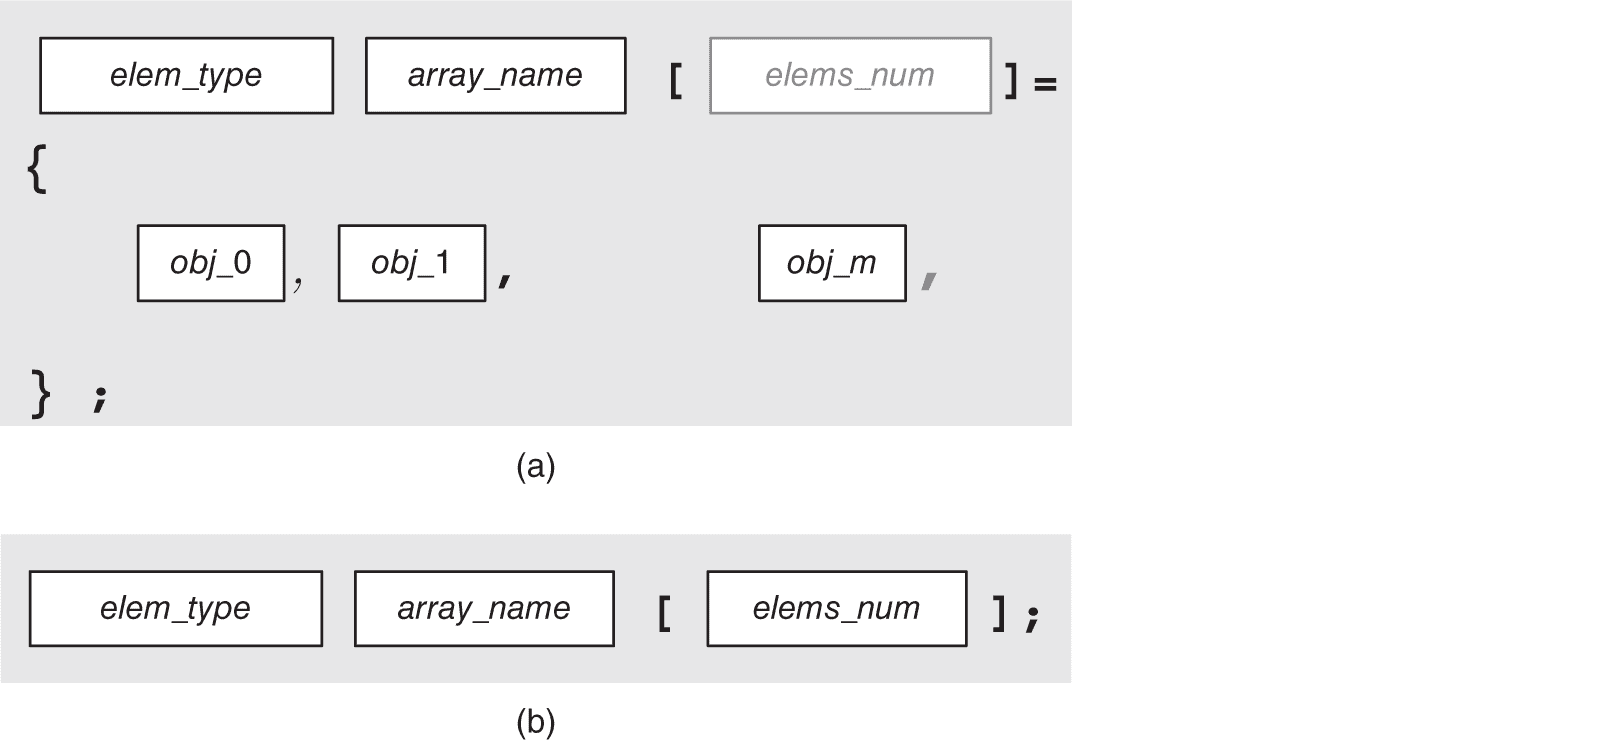 elem_type array_name [ elems_num ] =
{
obj_0 , obj_1 , obj_m ,
} ;
(a)
elem_type array_name [ elems_num ] ;
(b)